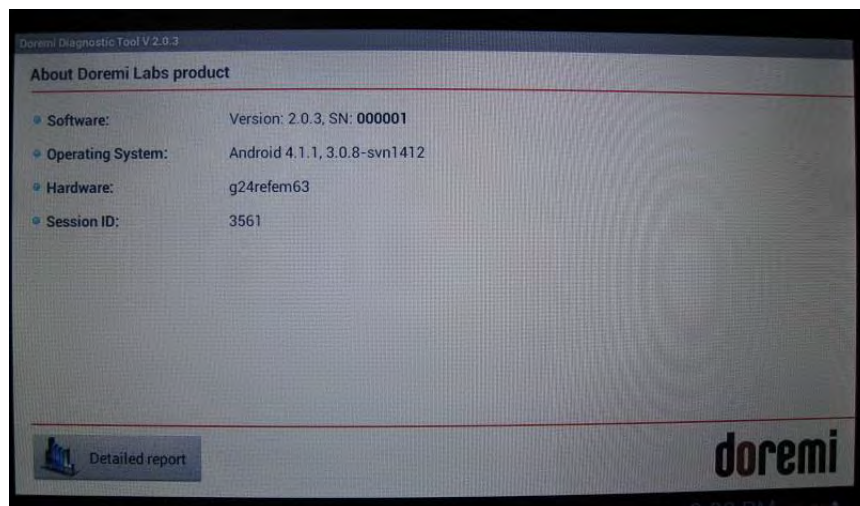 Doremi Diagnostic Tool V 2.0.3
About Doremi Labs product
Software: Version: 2.0.3, SN: 000001
Operating System: Android 4.1.1, 3.0.8-svn1412
Hardware: g24refem63
Session ID: 3561
Detailed report
doremi